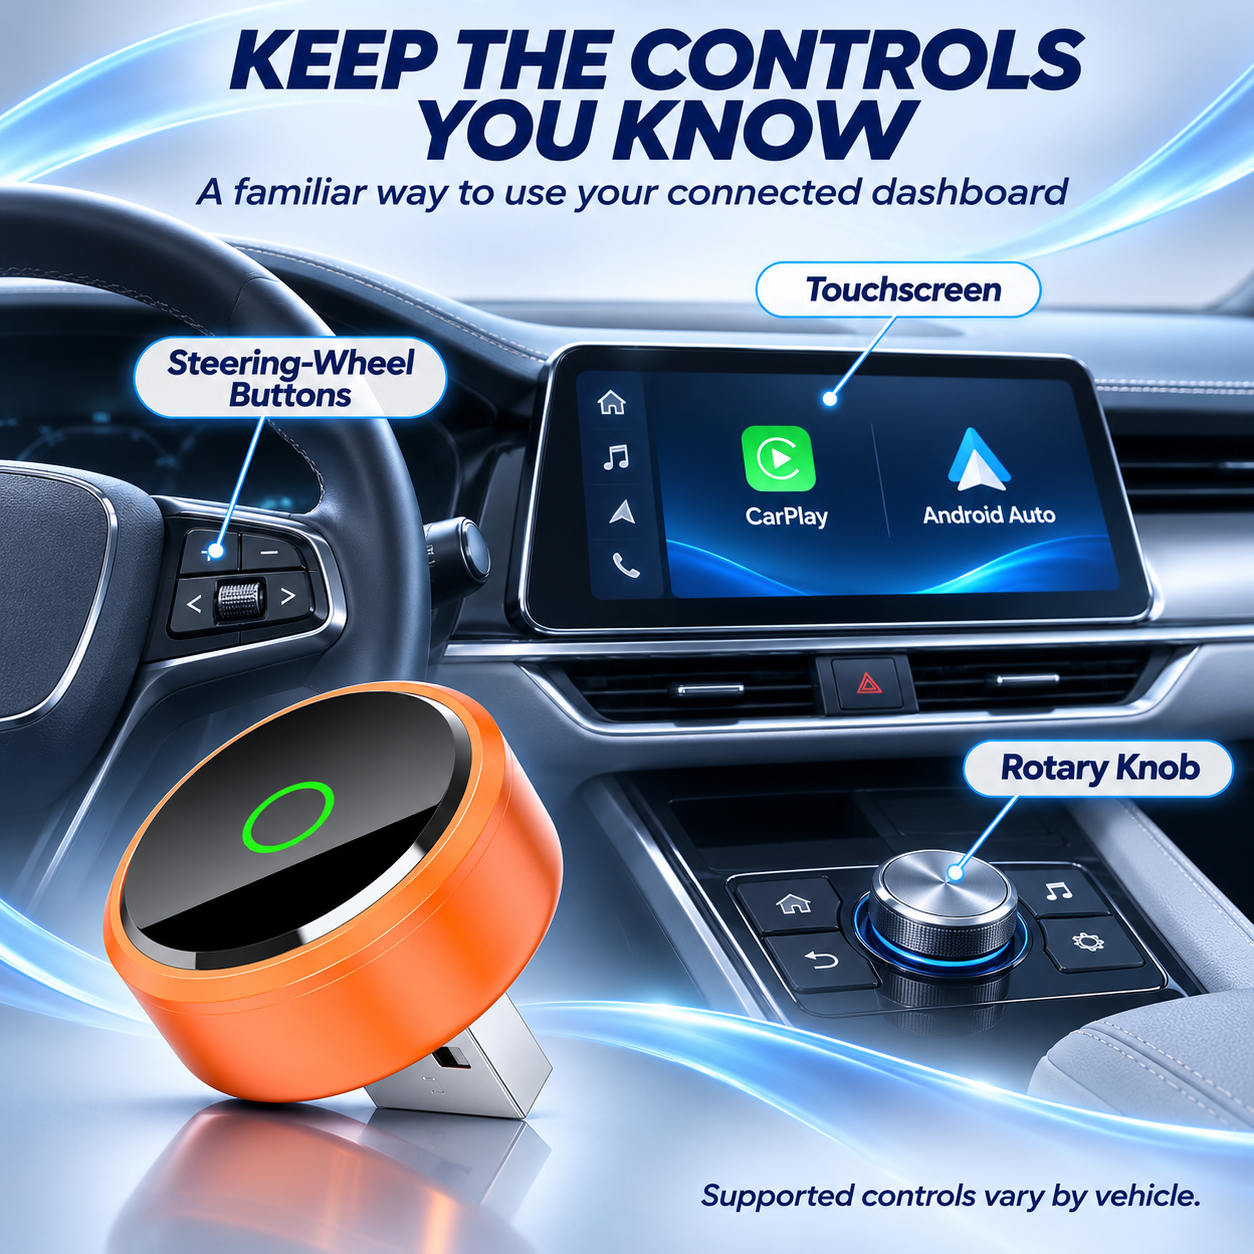 KEEP THE CONTROLS
YOU KNOW
A familiar way to use your connected dashboard
Touchscreen
Steering-Wheel
Buttons
CarPlay
Android Auto
Rotary Knob
Supported controls vary by vehicle.